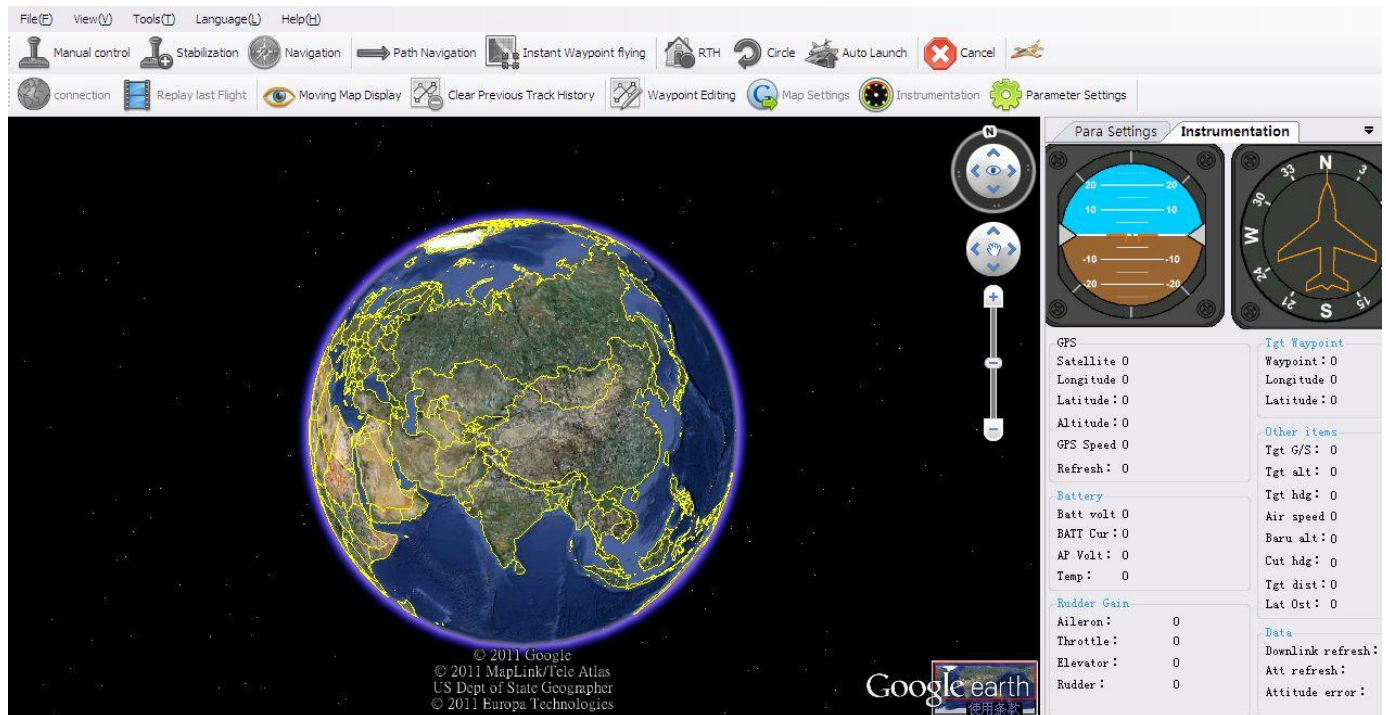 File(F) View(V) Tools(T) Language(L) Help(H)
Manual control Stabilization Navigation Path Navigation Instant Waypoint flying RTH Circle Auto Launch Cancel
connection Replay last Flight Moving Map Display Clear Previous Track History Waypoint Editing Map Settings Instrumentation Parameter Settings
Para Settings Instrumentation
N
20 20
10 10
-10 -10
-20 -20
N 3
33
30
W
24
21 S 15
GPS
Satellite 0
Longitude 0
Latitude:0
Altitude:0
GPS Speed 0
Refresh: 0
Battery
Batt volt 0
BATT Cur:0
AP Volt: 0
Temp: 0
Rudder Gain
Aileron: 0
Throttle: 0
Elevator: 0
Rudder: 0
Tgt Waypoint
Waypoint:0
Longitude 0
Latitude:0
Other items
Tgt G/S: 0
Tgt alt: 0
Tgt hdg: 0
Air speed 0
Baru alt:0
Cut hdg: 0
Tgt dist:0
Lat Ost: 0
Data
Downlink refresh:
Att refresh:
Attitude error:
© 2011 Google
© 2011 MapLink/Tele Atlas
US Dept of State Geographer
© 2011 Europa Technologies
Google earth
使用条款